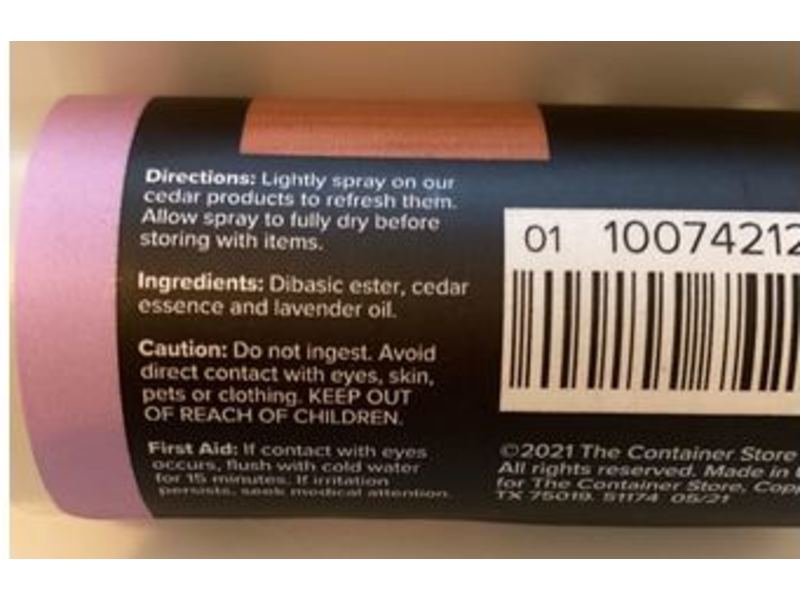 Directions: Lightly spray on our
cedar products to refresh them.
Allow spray to fully dry before
storing with items.
Ingredients: Dibasic ester, cedar
essence and lavender oil.
Caution: Do not ingest. Avoid
direct contact with eyes, skin,
pets or clothing. KEEP OUT
OF REACH OF CHILDREN.
First Aid: If contact with eyes
occurs, flush with cold water
for 15 minutes. If irritation
persists, seek medical attention.
01 10074212
©2021 The Container Store
All rights reserved. Made in
for The Container Store,
TX 75019. 51174 05/21